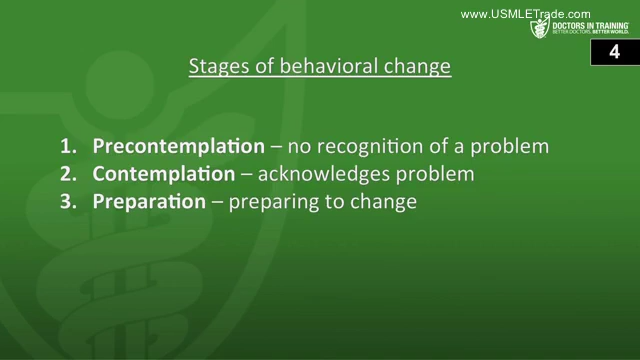 www.USMLETrade.com
DOCTORS IN TRAINING
BETTER DOCTORS. BETTER WORLD.
4
Stages of behavioral change
1. Precontemplation – no recognition of a problem
2. Contemplation – acknowledges problem
3. Preparation – preparing to change